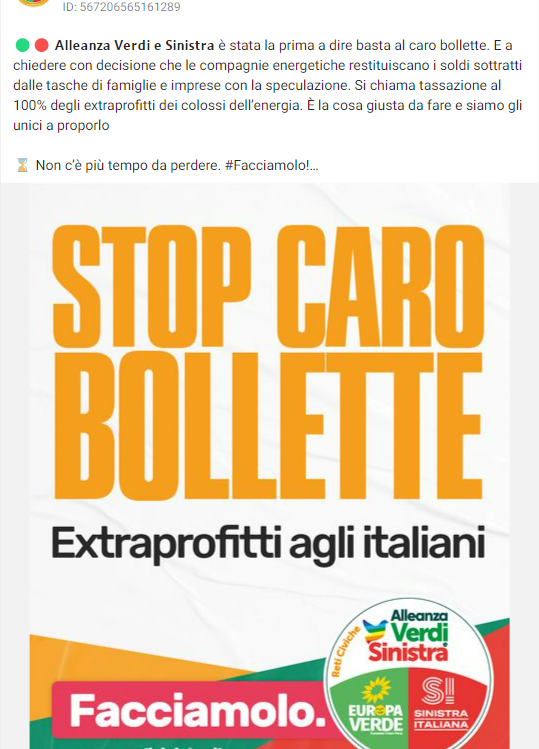 ID: 567206565161289
🟢🔴 Alleanza Verdi e Sinistra è stata la prima a dire basta al caro bollette. E a
chiedere con decisione che le compagnie energetiche restituiscano i soldi sottratti
dalle tasche di famiglie e imprese con la speculazione. Si chiama tassazione al
100% degli extraprofitti dei colossi dell'energia. È la cosa giusta da fare e siamo gli
unici a proporlo
⌛ Non c'è più tempo da perdere. #Facciamolo!...
STOP CARO
BOLLETTE
Extraprofitti agli italiani
Reti Civiche
Alleanza
Verdi
Sinistra
Facciamolo.
EUROPA
VERDE
SI
SINISTRA
ITALIANA